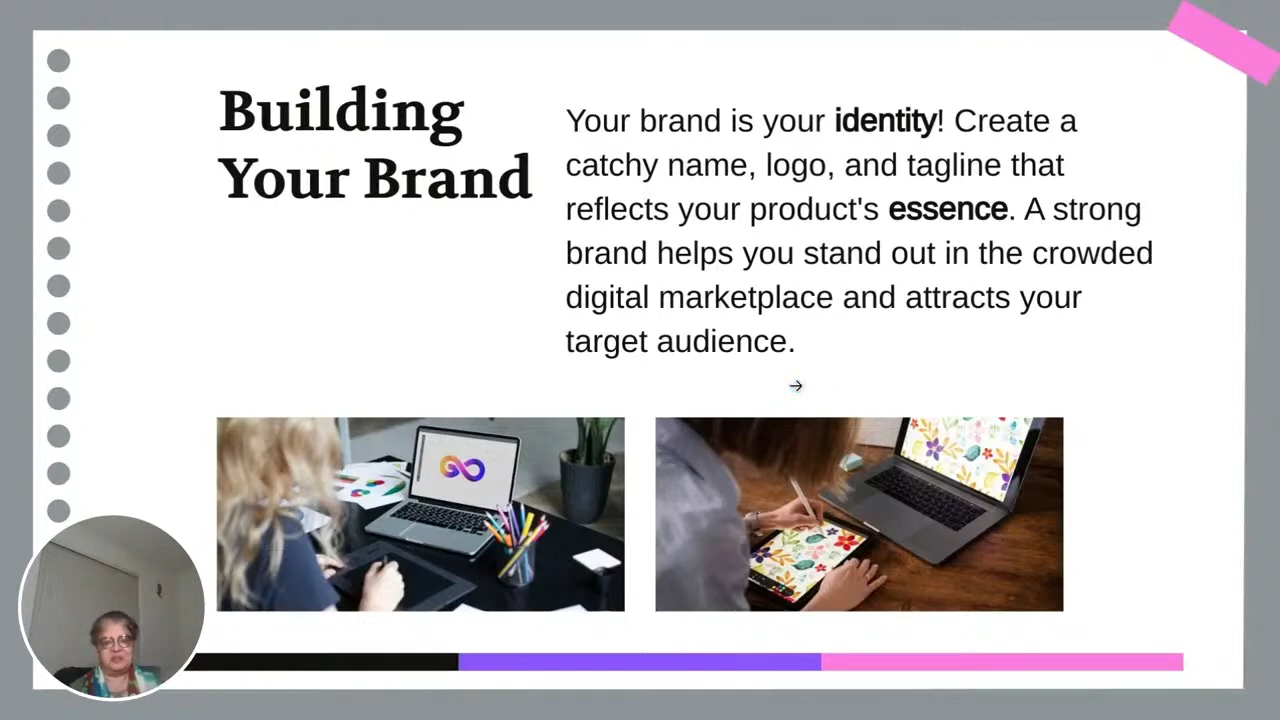 Building
Your Brand
Your brand is your identity! Create a
catchy name, logo, and tagline that
reflects your product's essence. A strong
brand helps you stand out in the crowded
digital marketplace and attracts your
target audience.